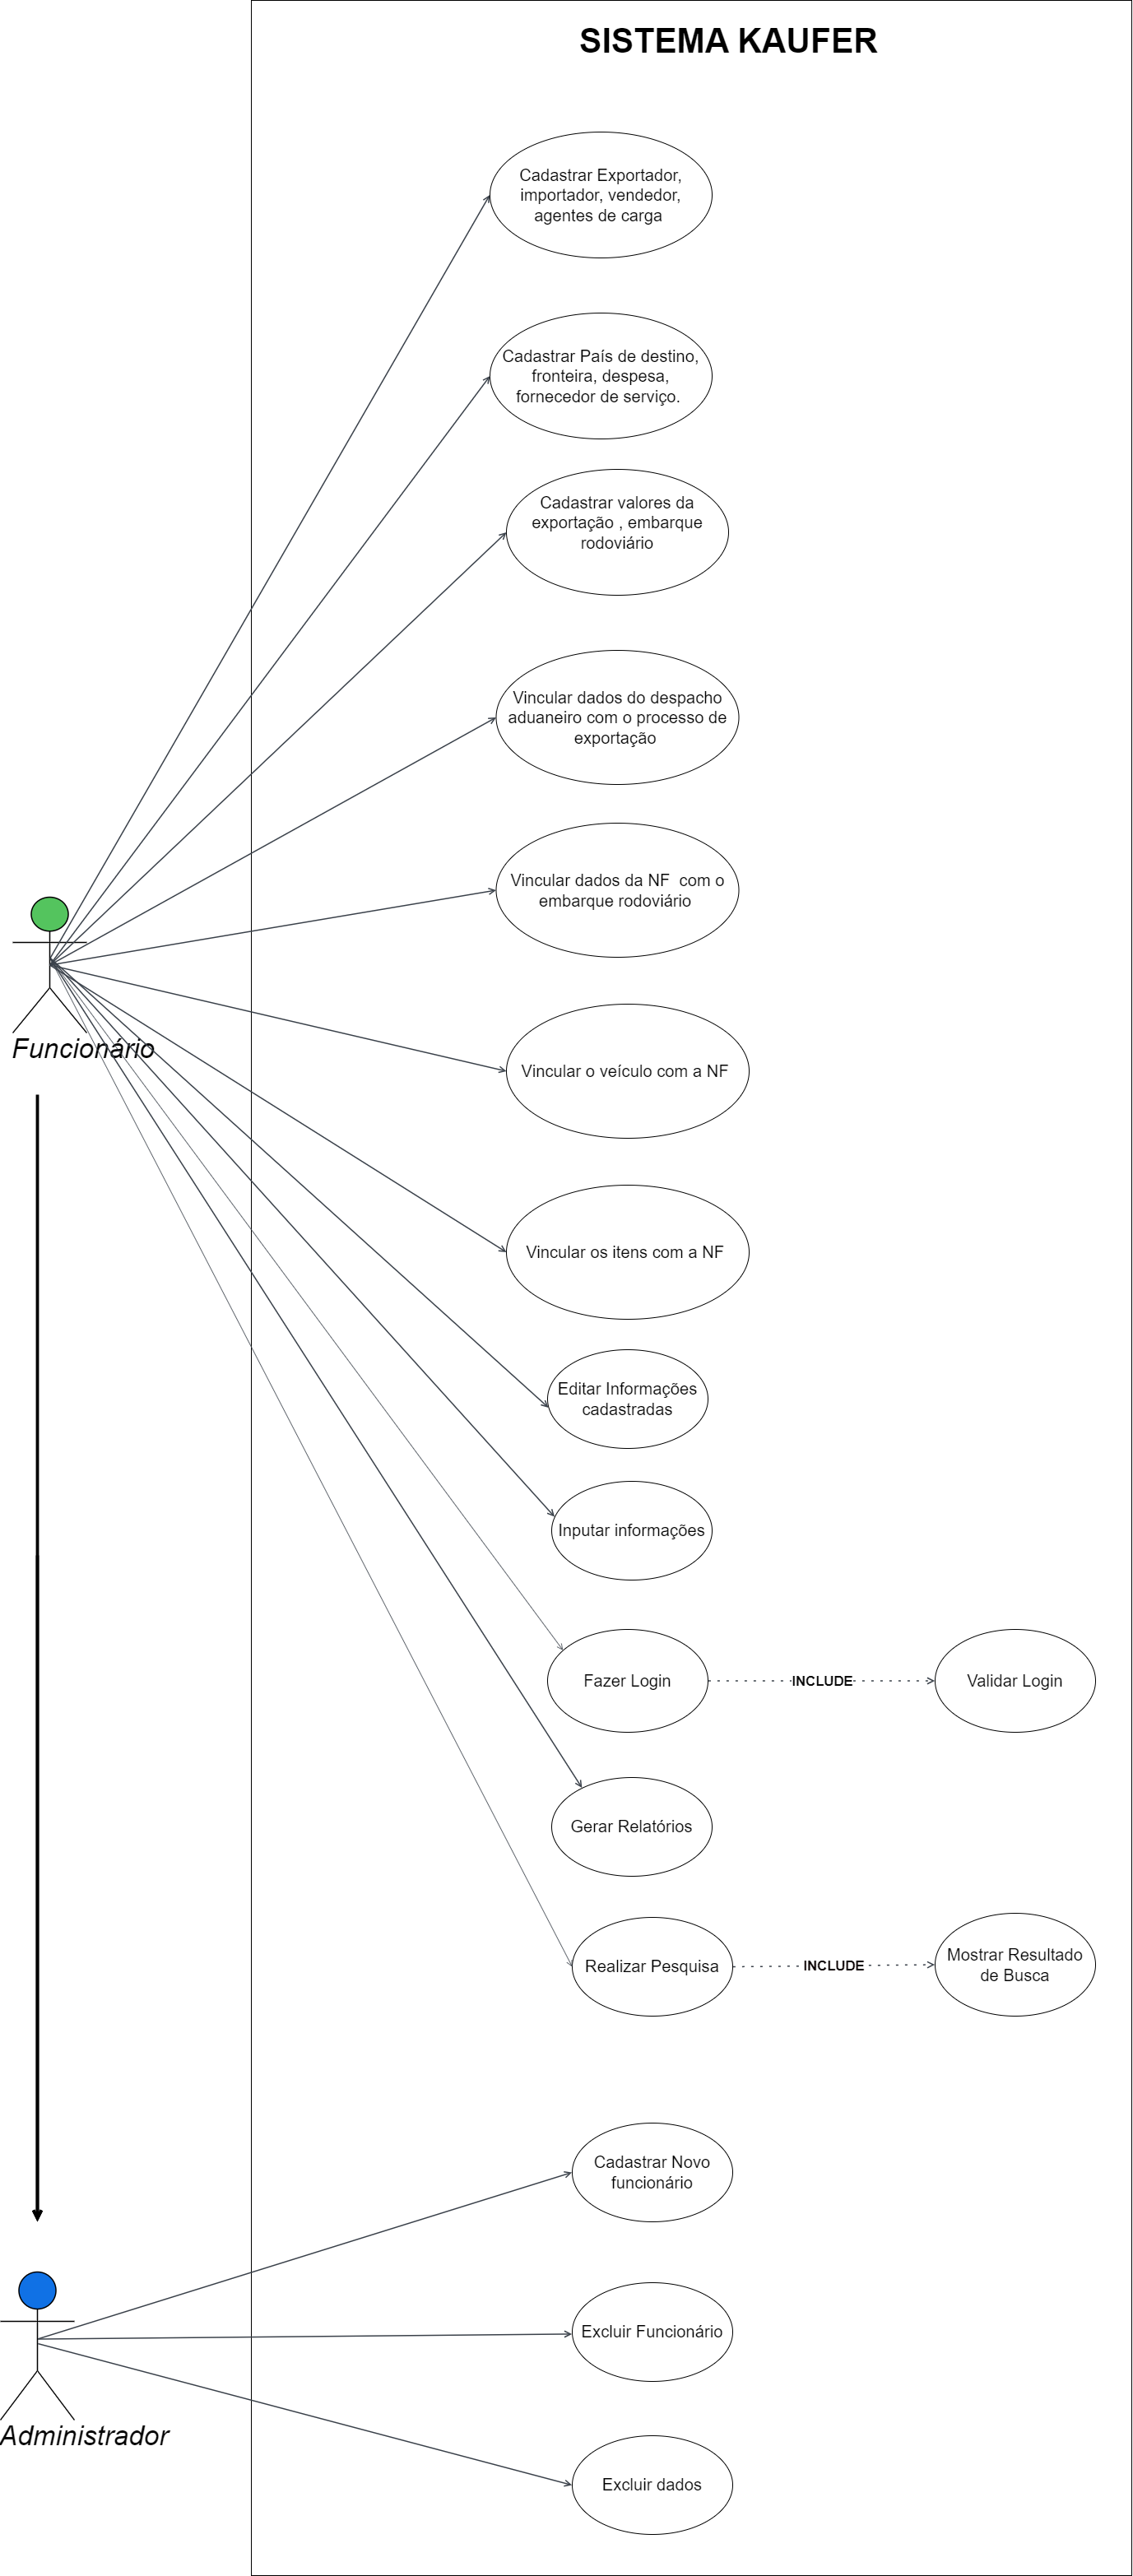 SISTEMA KAUFER
Cadastrar Exportador,
importador, vendedor,
agentes de carga
Cadastrar País de destino,
fronteira, despesa,
fornecedor de serviço.
Cadastrar valores da
exportação , embarque
rodoviário
Vincular dados do despacho
aduaneiro com o processo de
exportação
Vincular dados da NF  com o
embarque rodoviário
Funcionário
Vincular o veículo com a NF
Vincular os itens com a NF
Editar Informações
cadastradas
Inputar informações
Fazer Login
INCLUDE
Validar Login
Gerar Relatórios
Realizar Pesquisa
INCLUDE
Mostrar Resultado
de Busca
Cadastrar Novo
funcionário
Excluir Funcionário
Administrador
Excluir dados